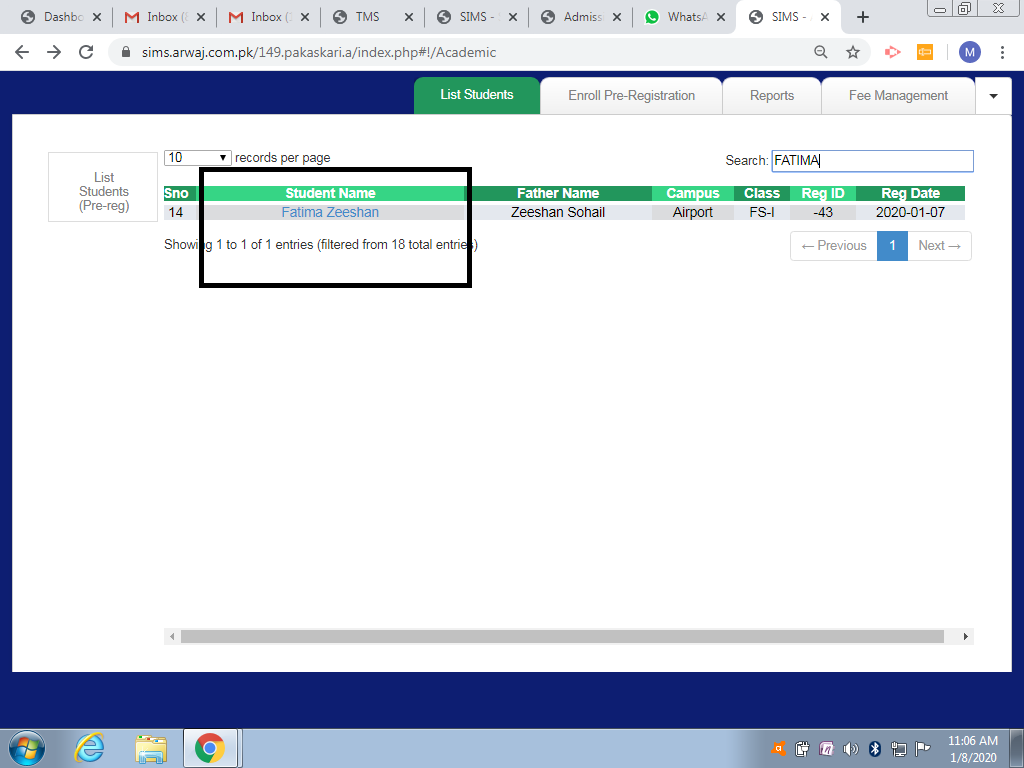 Dashbo
Inbox (
Inbox (
TMS
SIMS -
Admiss
WhatsA
SIMS -
sims.arwaj.com.pk/149.pakaskari.a/index.php#!/Academic
M
List Students
Enroll Pre-Registration
Reports
Fee Management
List
Students
(Pre-reg)
10 records per page
Search: FATIMA
Sno Student Name Father Name Campus Class Reg ID Reg Date
14 Fatima Zeeshan Zeeshan Sohail Airport FS-I -43 2020-01-07
Showing 1 to 1 of 1 entries (filtered from 18 total entries)
← Previous 1 Next →
11:06 AM
1/8/2020